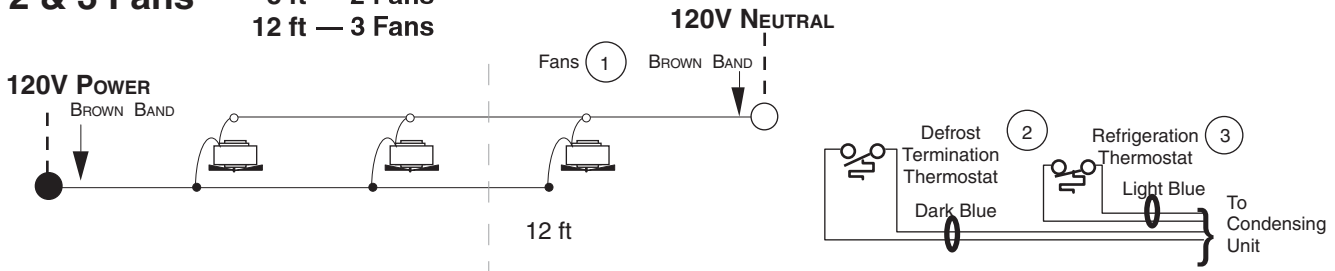 2 & 3 Fans
8 ft — 2 Fans
12 ft — 3 Fans
120V NEUTRAL
Fans 1 BROWN BAND
120V POWER
BROWN BAND
12 ft
Defrost
Termination
Thermostat
2
Dark Blue
Refrigeration
Thermostat
3
Light Blue
To
Condensing
Unit